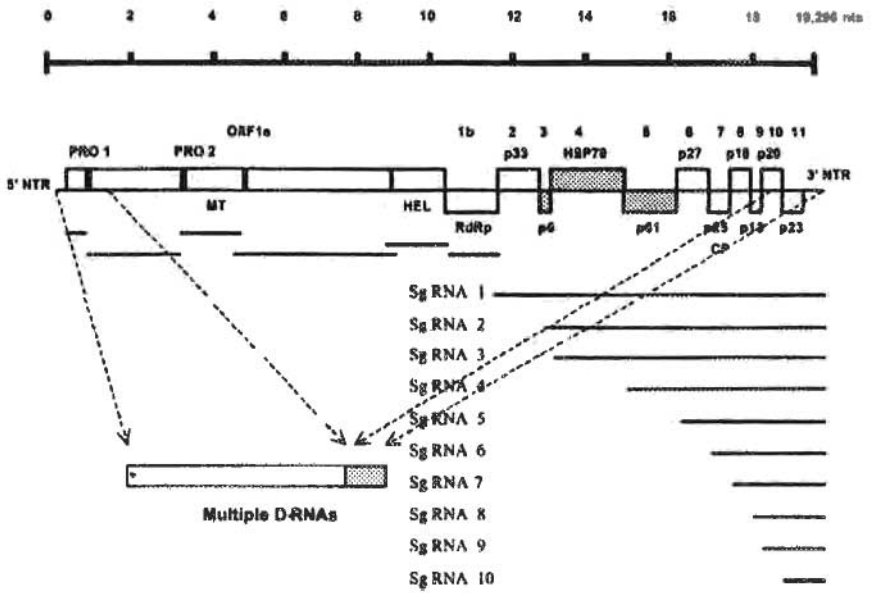 0 2 4 6 8 10 12 14 16 18 19,296 nts
ORF1a 1b 2 3 4 5 6 7 8 9 10 11
PRO 1 PRO 2 p33 HSP70 p27 p18 p20
5' NTR 3' NTR
MT HEL
RdRp p6 p61 p25 p13 p23
CP
Sg RNA 1
Sg RNA 2
Sg RNA 3
Sg RNA 4
Sg RNA 5
Sg RNA 6
Sg RNA 7
Multiple D-RNAs
Sg RNA 8
Sg RNA 9
Sg RNA 10